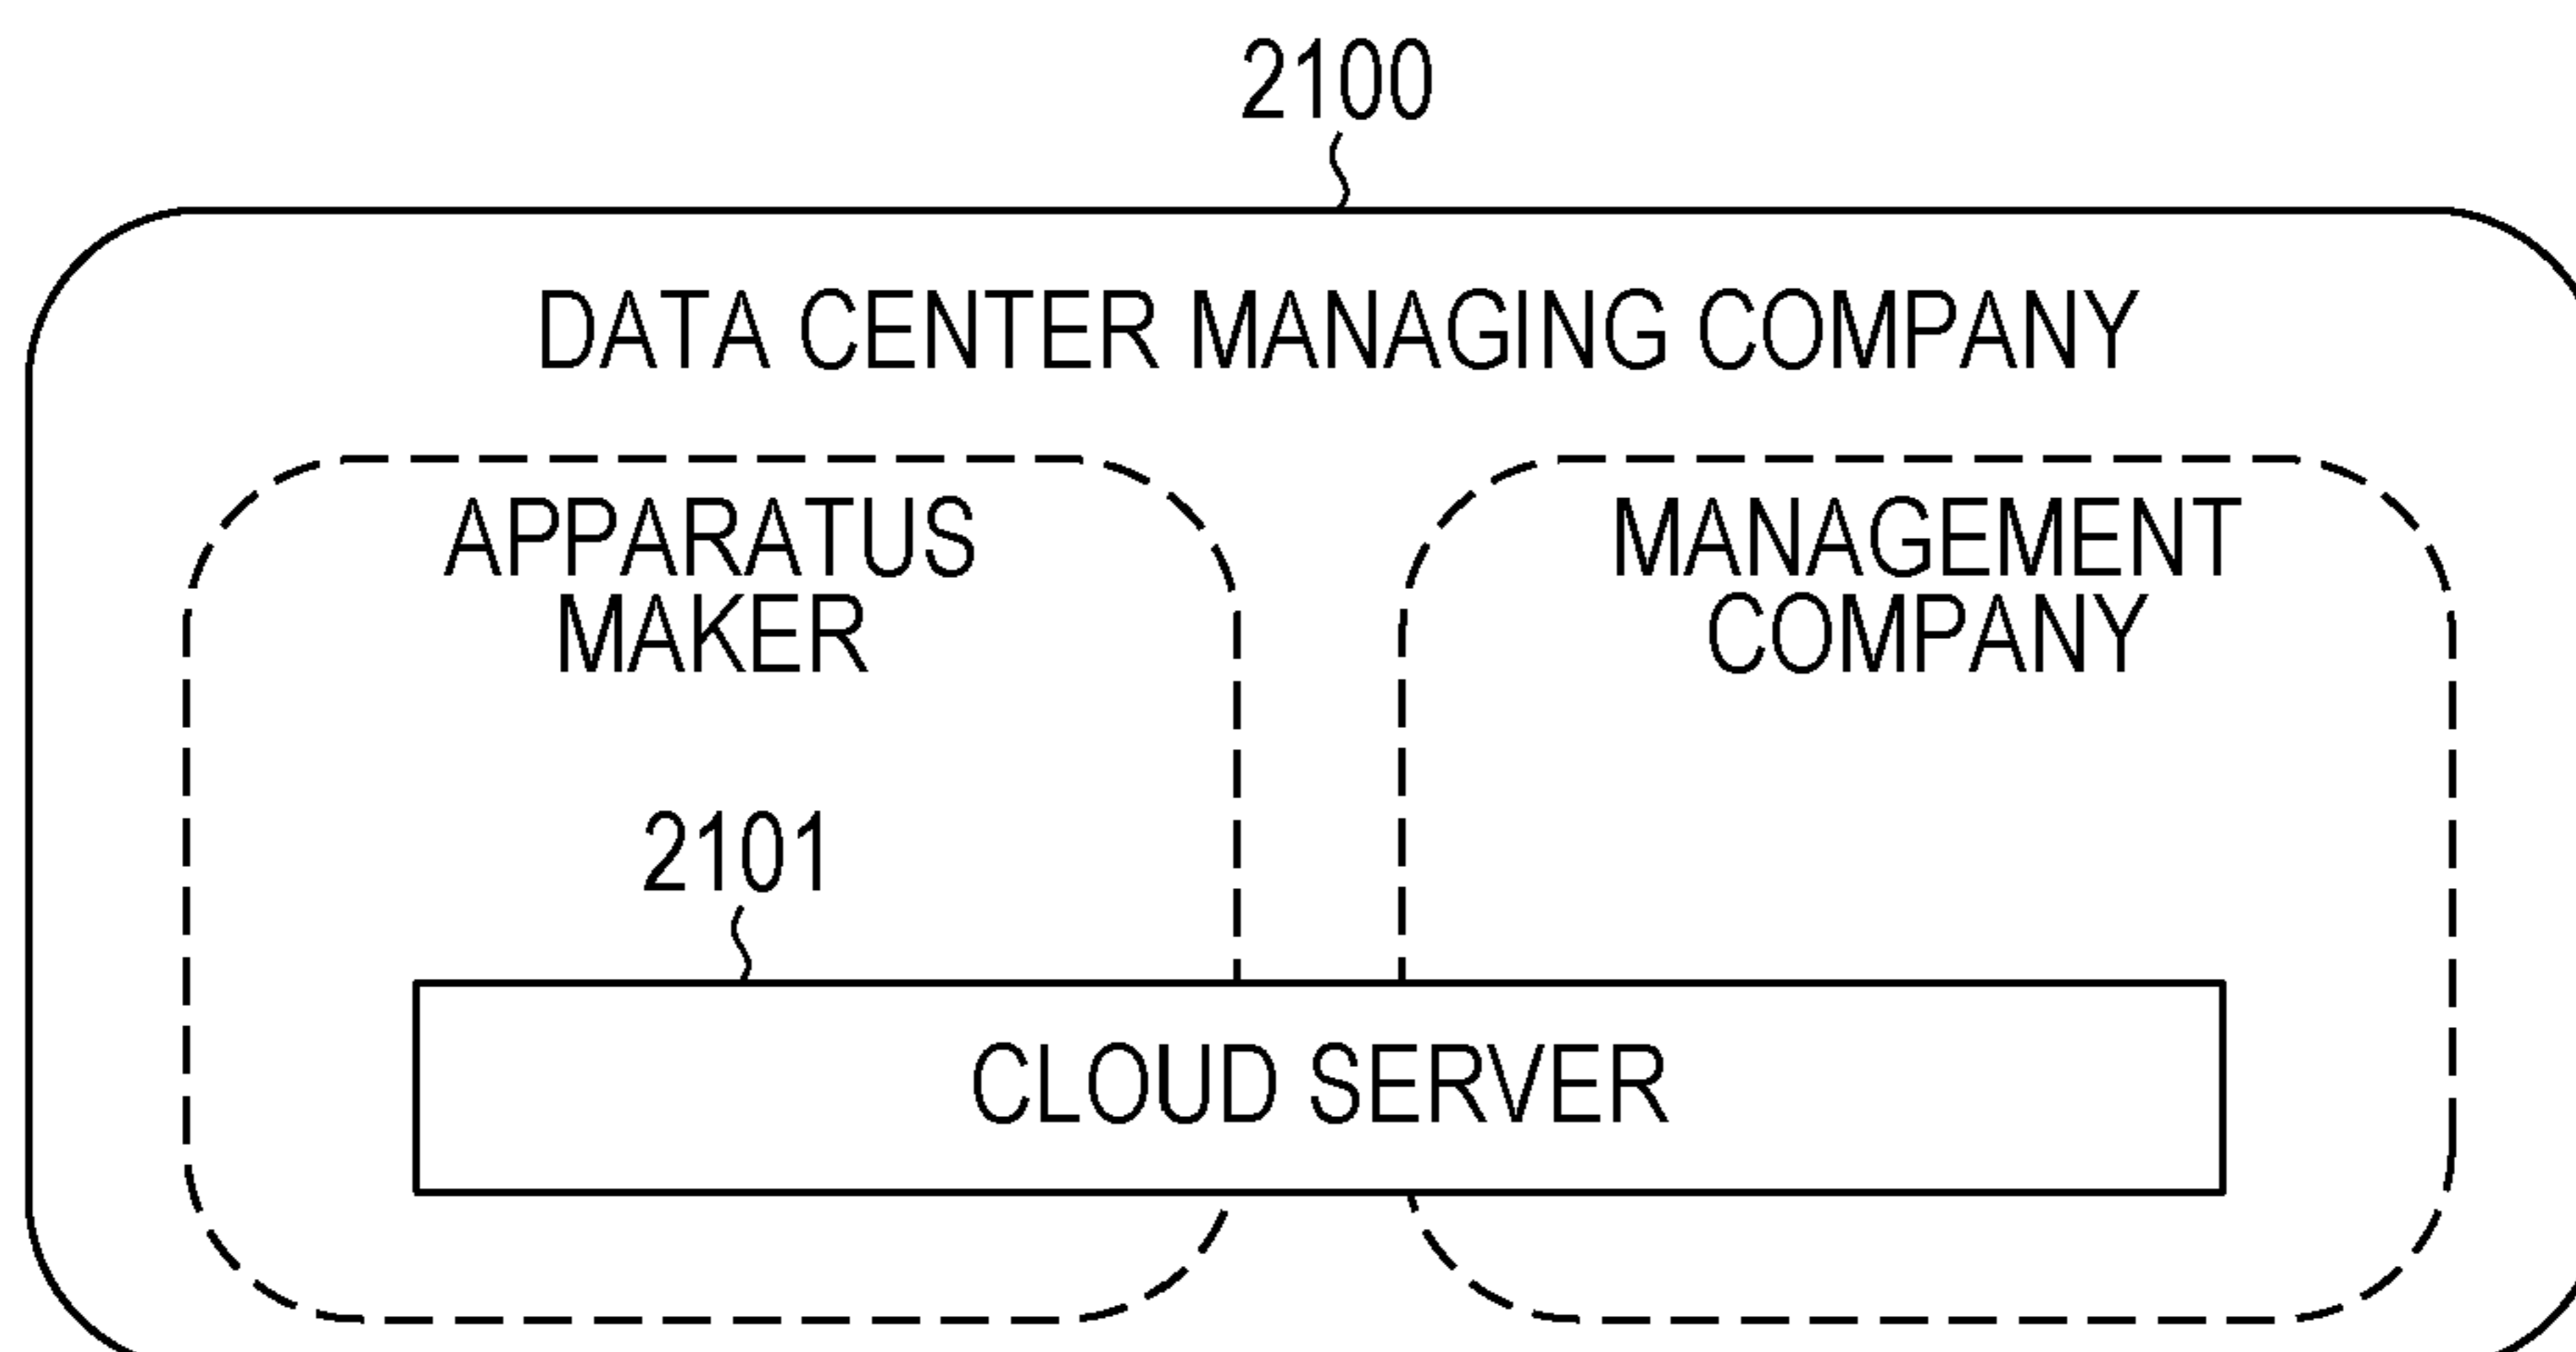 2100
DATA CENTER MANAGING COMPANY
APPARATUS
MAKER
MANAGEMENT
COMPANY
2101
CLOUD SERVER